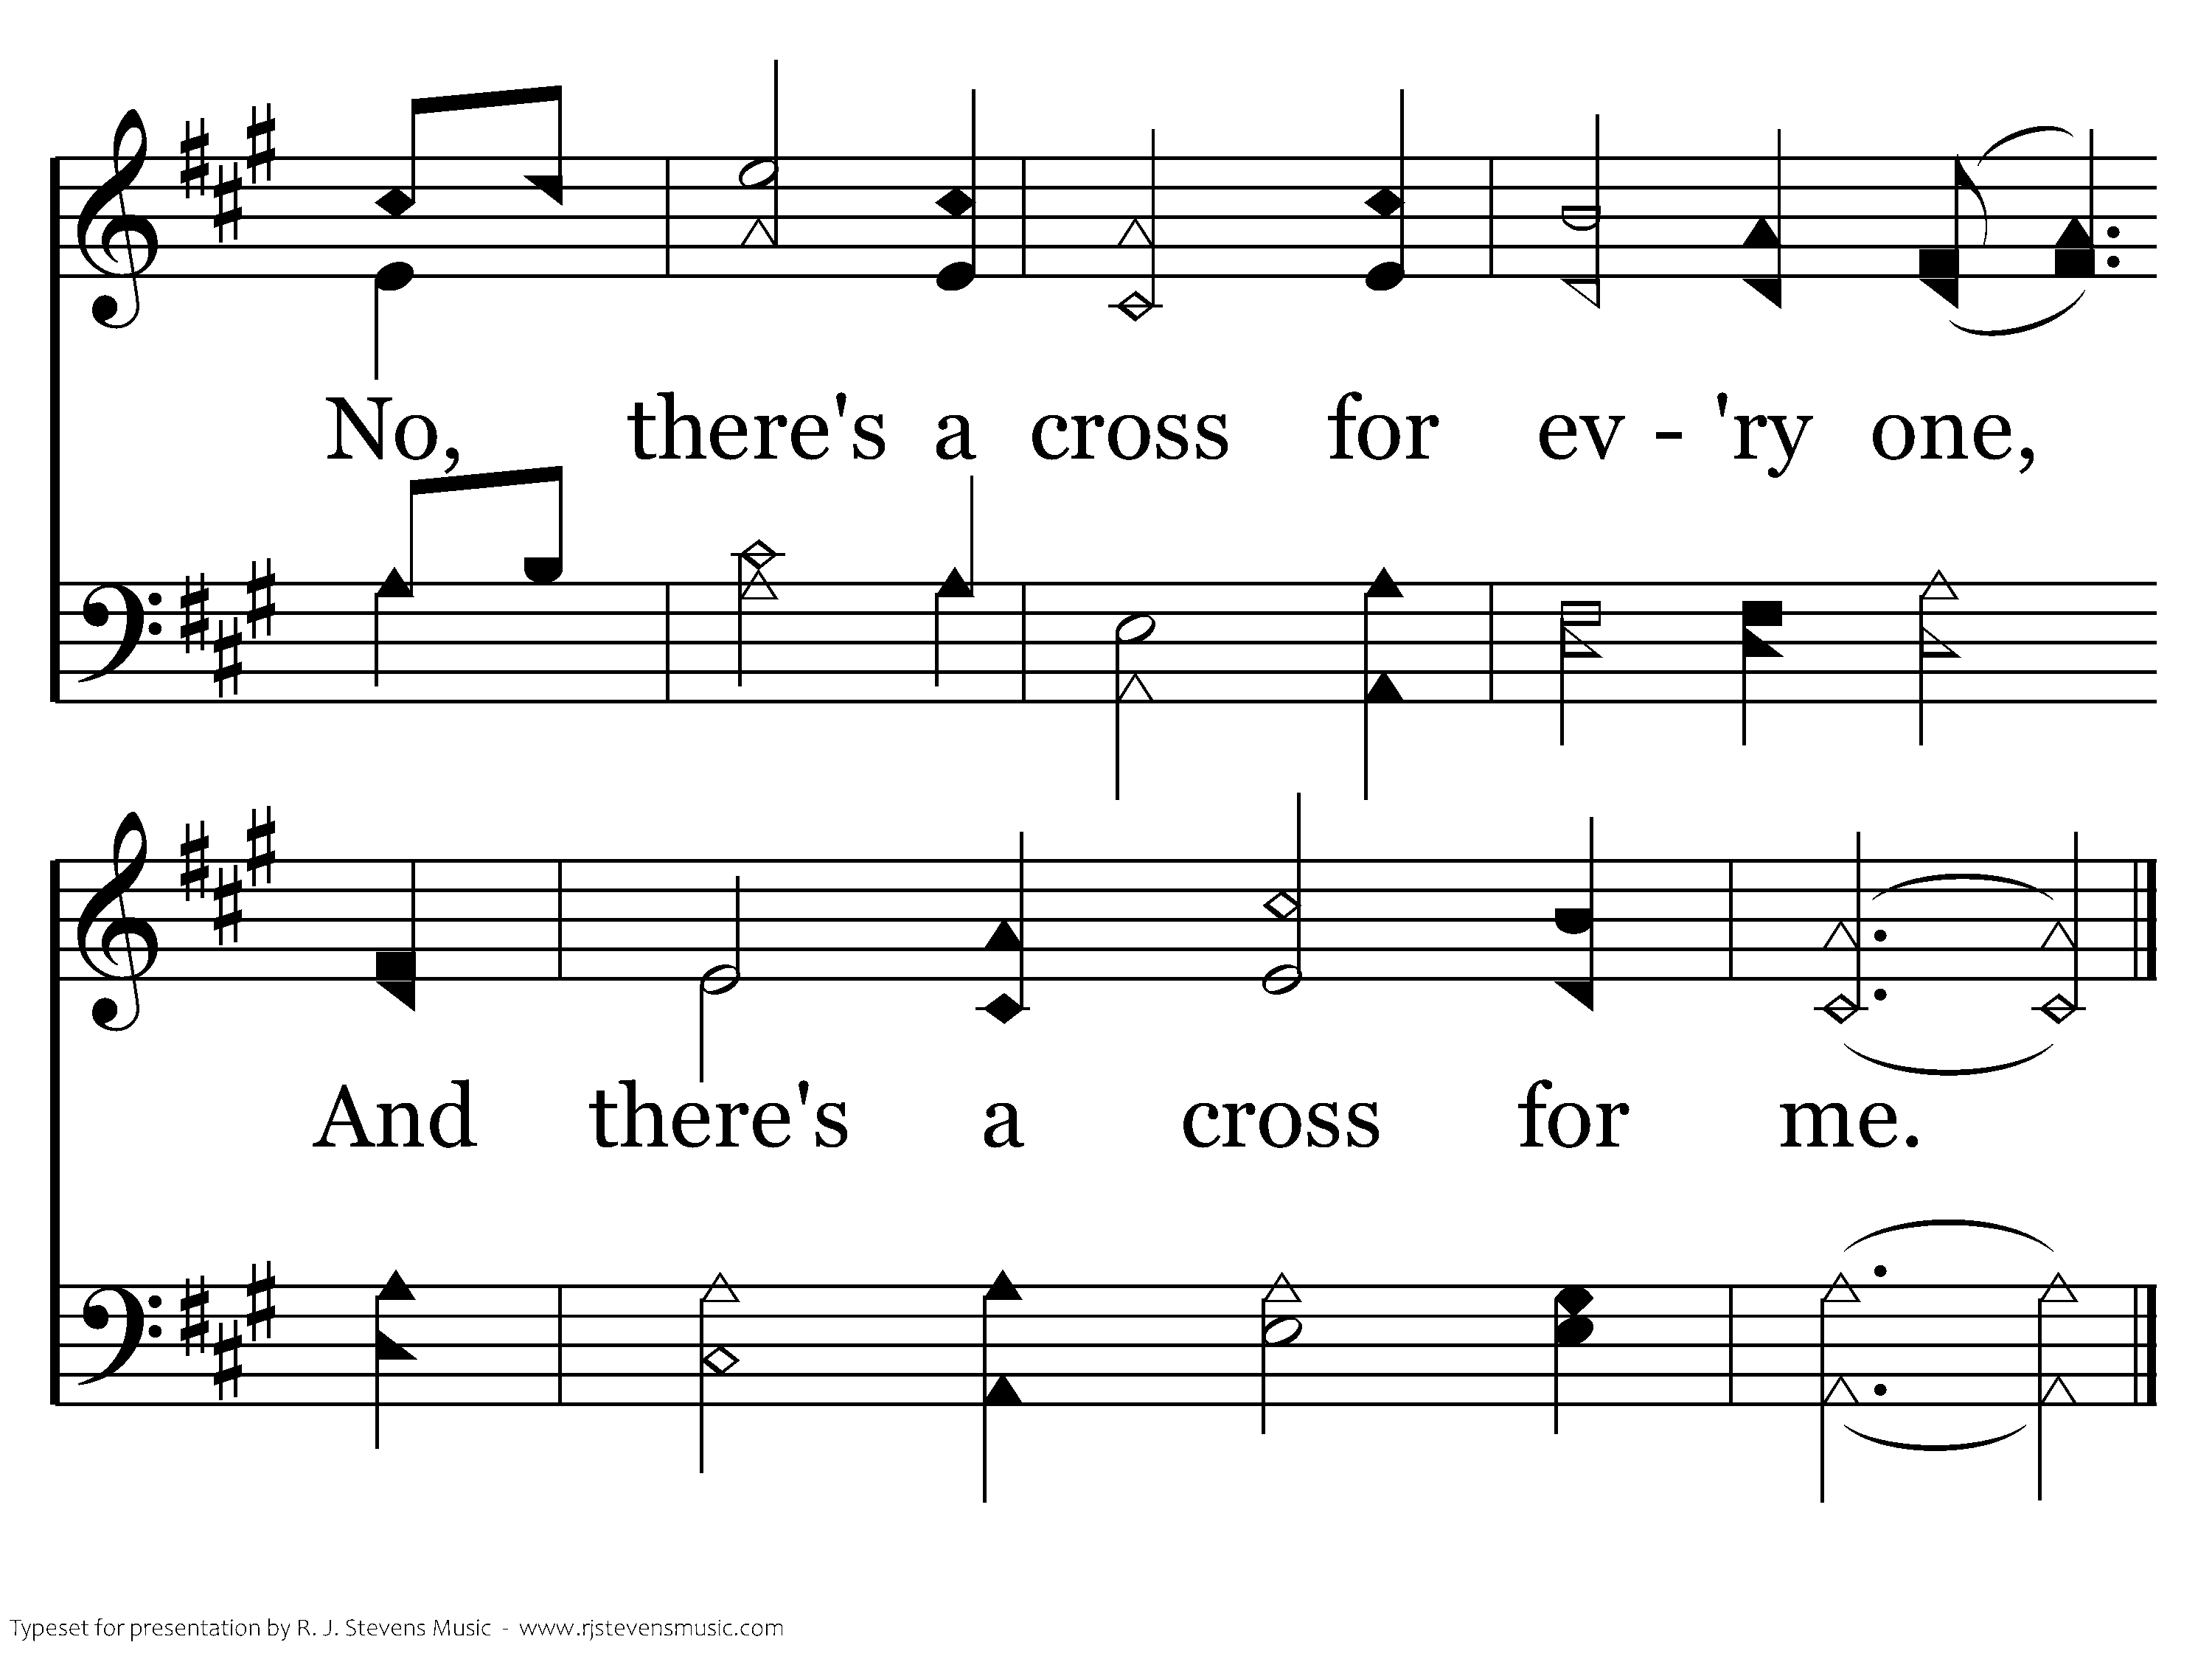 No, there's a cross for ev - 'ry one,
And there's a cross for me.
Typeset for presentation by R. J. Stevens Music - www.rjstevensmusic.com